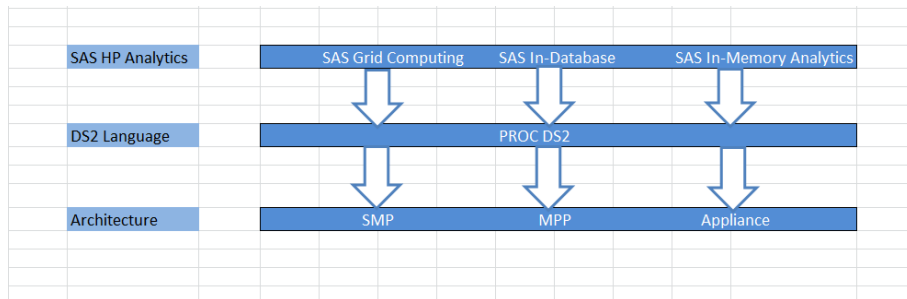 SAS HP Analytics SAS Grid Computing SAS In-Database SAS In-Memory Analytics
DS2 Language PROC DS2
Architecture SMP MPP Appliance